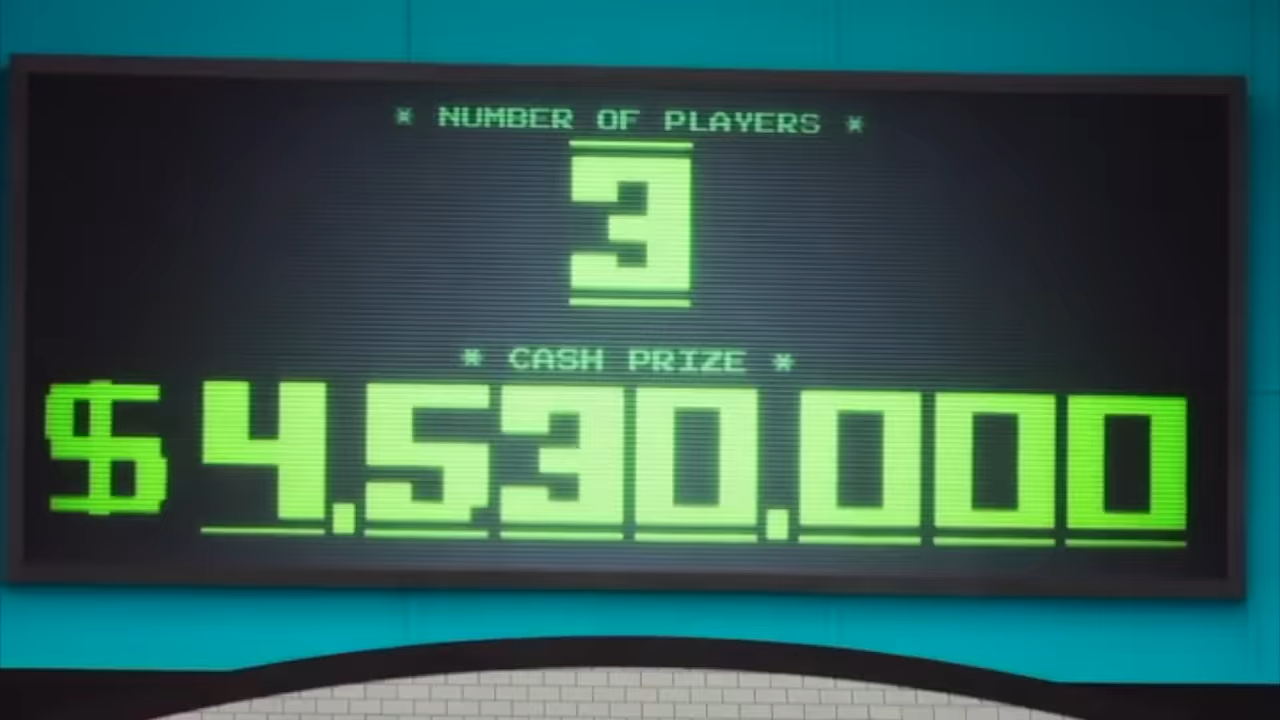 * NUMBER OF PLAYERS *
3
* CASH PRIZE *
$4,530,000